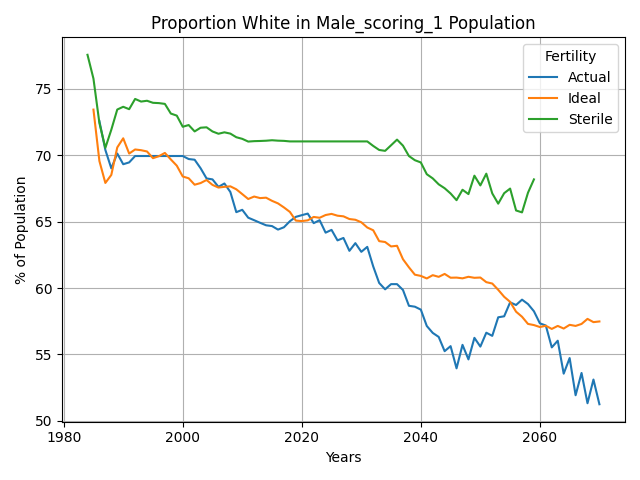 Proportion White in Male_scoring_1 Population
Fertility
Actual
Ideal
Sterile
% of Population
75
70
65
60
55
50
1980
2000
2020
2040
2060
Years